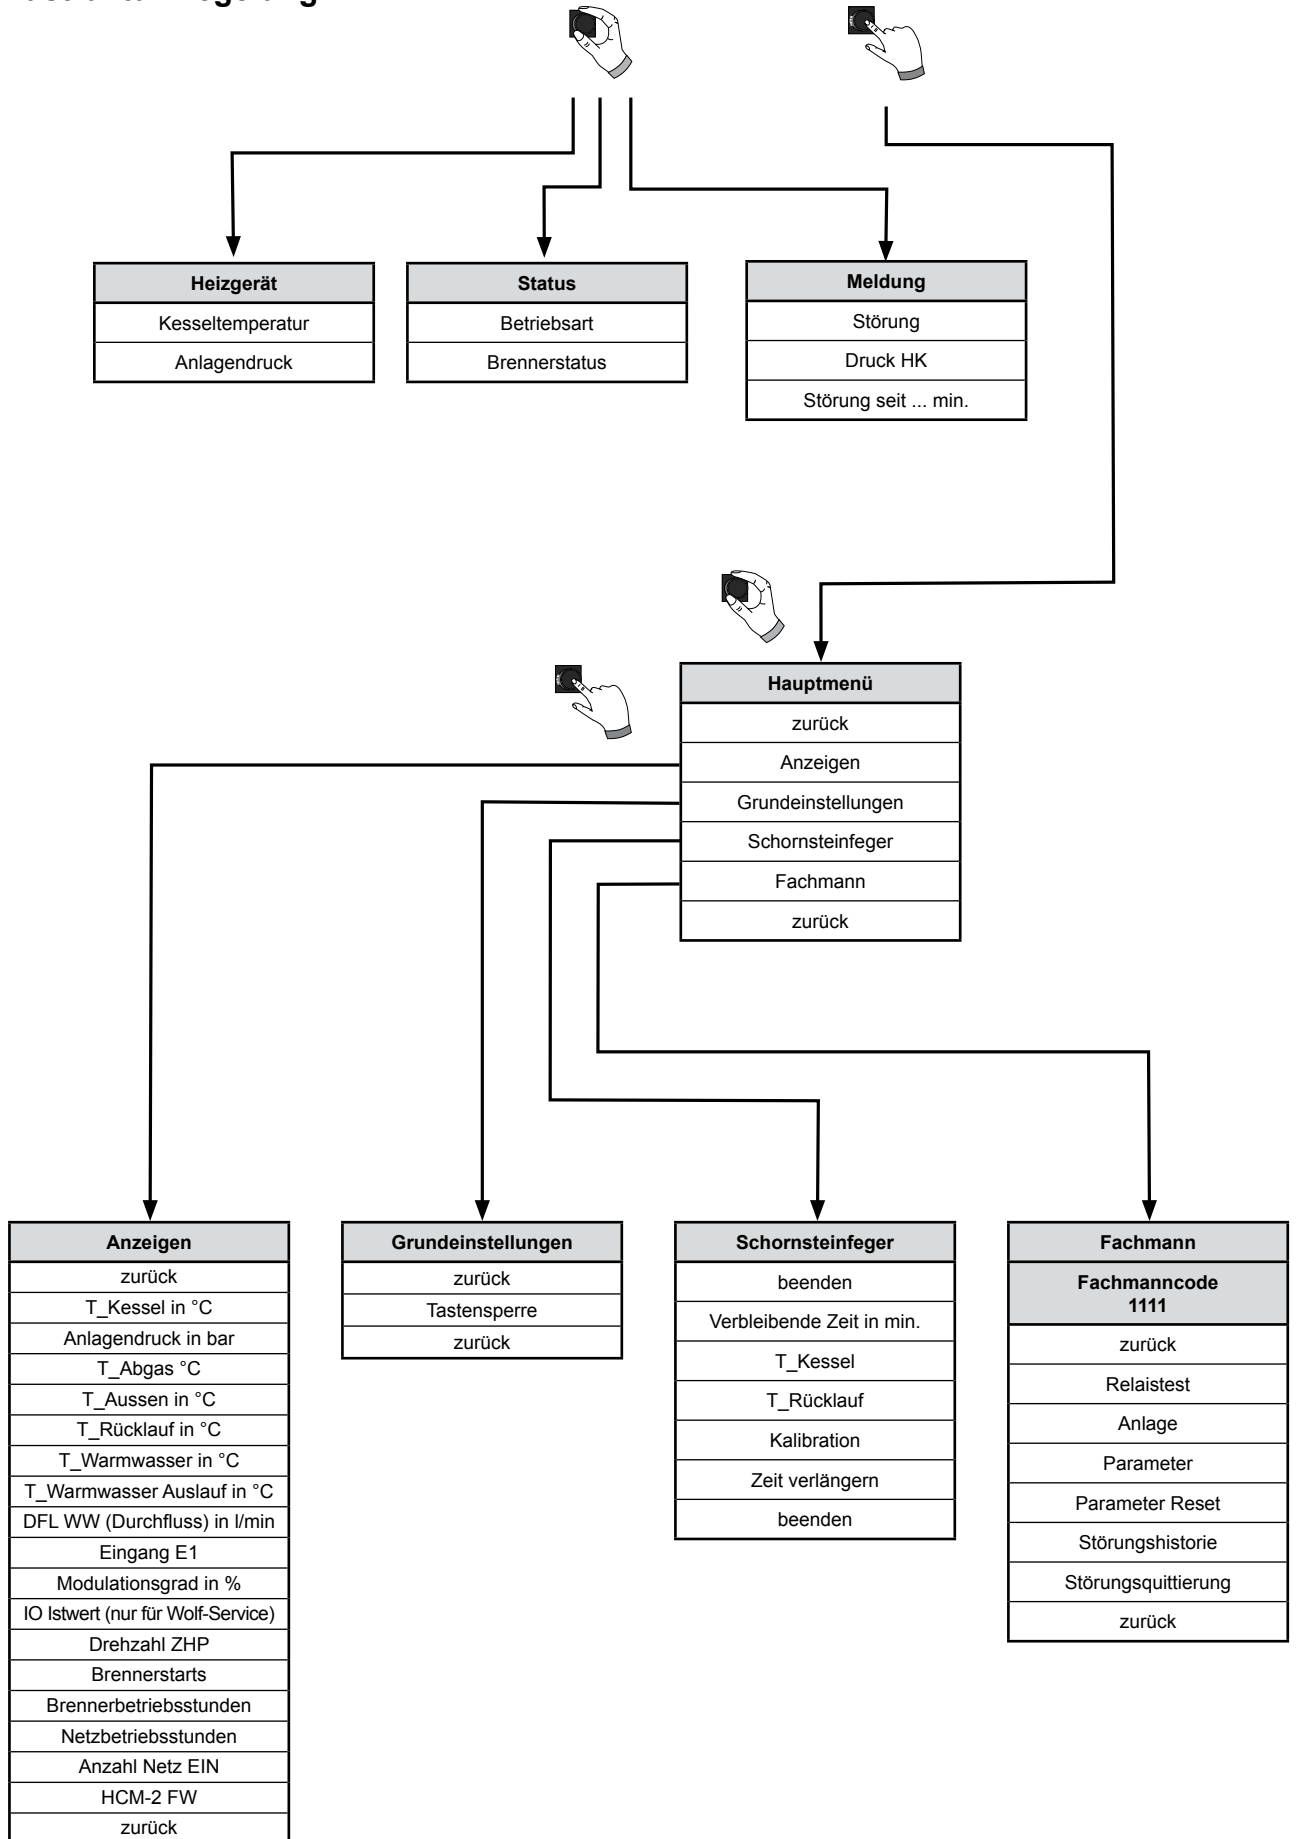 Heizgerät
Kesseltemperatur
Anlagendruck
Status
Betriebsart
Brennerstatus
Meldung
Störung
Druck HK
Störung seit ... min.
Hauptmenü
zurück
Anzeigen
Grundeinstellungen
Schornsteinfeger
Fachmann
zurück
Anzeigen
zurück
T_Kessel in °C
Anlagendruck in bar
T_Abgas °C
T_Aussen in °C
T_Rücklauf in °C
T_Warmwasser in °C
T_Warmwasser Auslauf in °C
DFL WW (Durchfluss) in l/min
Eingang E1
Modulationsgrad in %
IO Istwert (nur für Wolf-Service)
Drehzahl ZHP
Brennerstarts
Brennerbetriebsstunden
Netzbetriebsstunden
Anzahl Netz EIN
HCM-2 FW
zurück
Grundeinstellungen
zurück
Tastensperre
zurück
Schornsteinfeger
beenden
Verbleibende Zeit in min.
T_Kessel
T_Rücklauf
Kalibration
Zeit verlängern
beenden
Fachmann
Fachmanncode
1111
zurück
Relaistest
Anlage
Parameter
Parameter Reset
Störungshistorie
Störungsquittierung
zurück